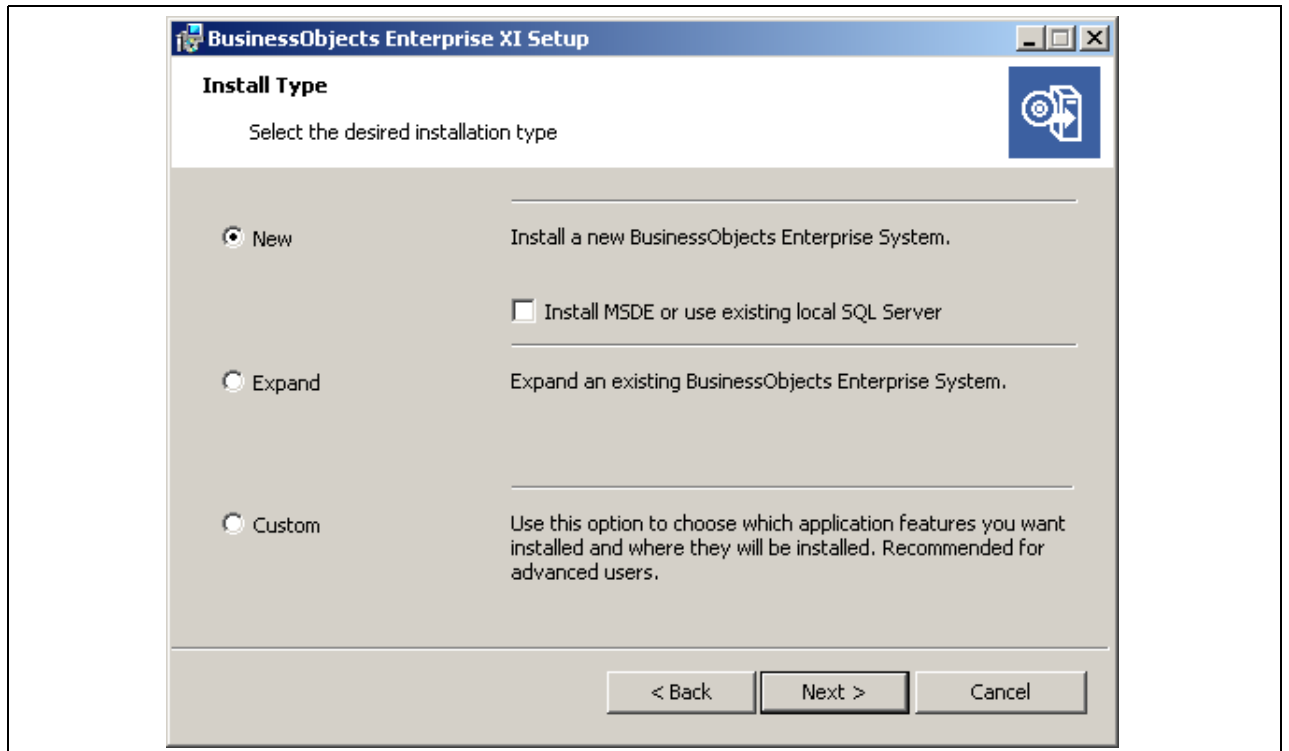 BusinessObjects Enterprise XI Setup
Install Type
Select the desired installation type
New
Install a new BusinessObjects Enterprise System.
Install MSDE or use existing local SQL Server
Expand
Expand an existing BusinessObjects Enterprise System.
Custom
Use this option to choose which application features you want
installed and where they will be installed. Recommended for
advanced users.
< Back
Next >
Cancel